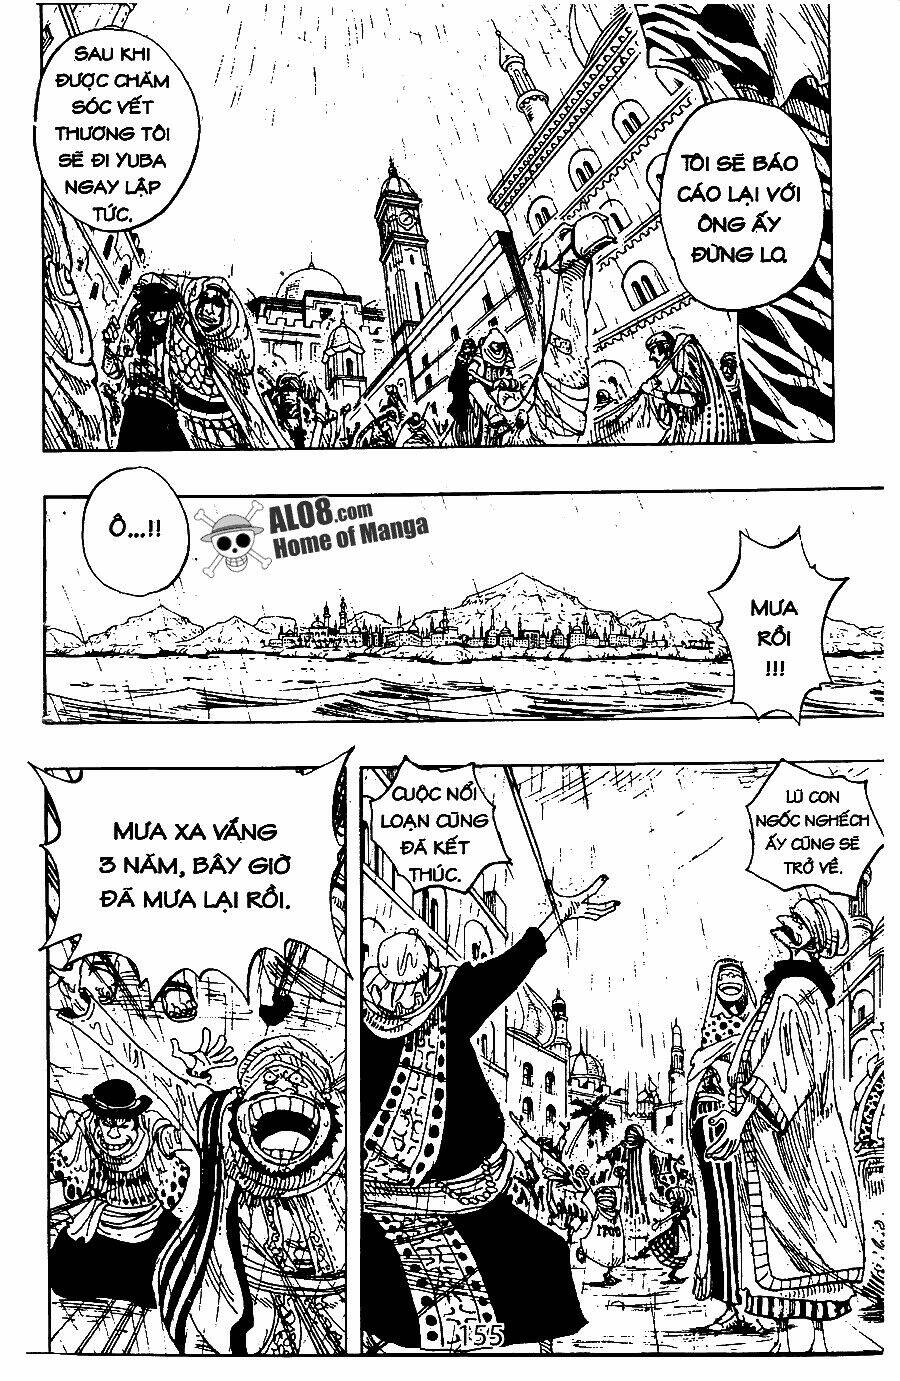 TÔI SẼ BÁO
CÁO LẠI VỚI
ÔNG ẤY
ĐỪNG LO.
SAU KHI
ĐƯỢC CHĂM
SÓC VẾT
THƯƠNG TÔI
SẼ ĐI YUBA
NGAY LẬP
TỨC.
MƯA
RỒI
!!!
Ô...!!
ALO8.com
Home of Manga
LŨ CON
NGỐC NGHẾCH
ẤY CŨNG SẼ
TRỞ VỀ.
CUỘC NỔI
LOẠN CŨNG
ĐÃ KẾT
THÚC.
MƯA XA VẮNG
3 NĂM, BÂY GIỜ
ĐÃ MƯA LẠI RỒI.
155